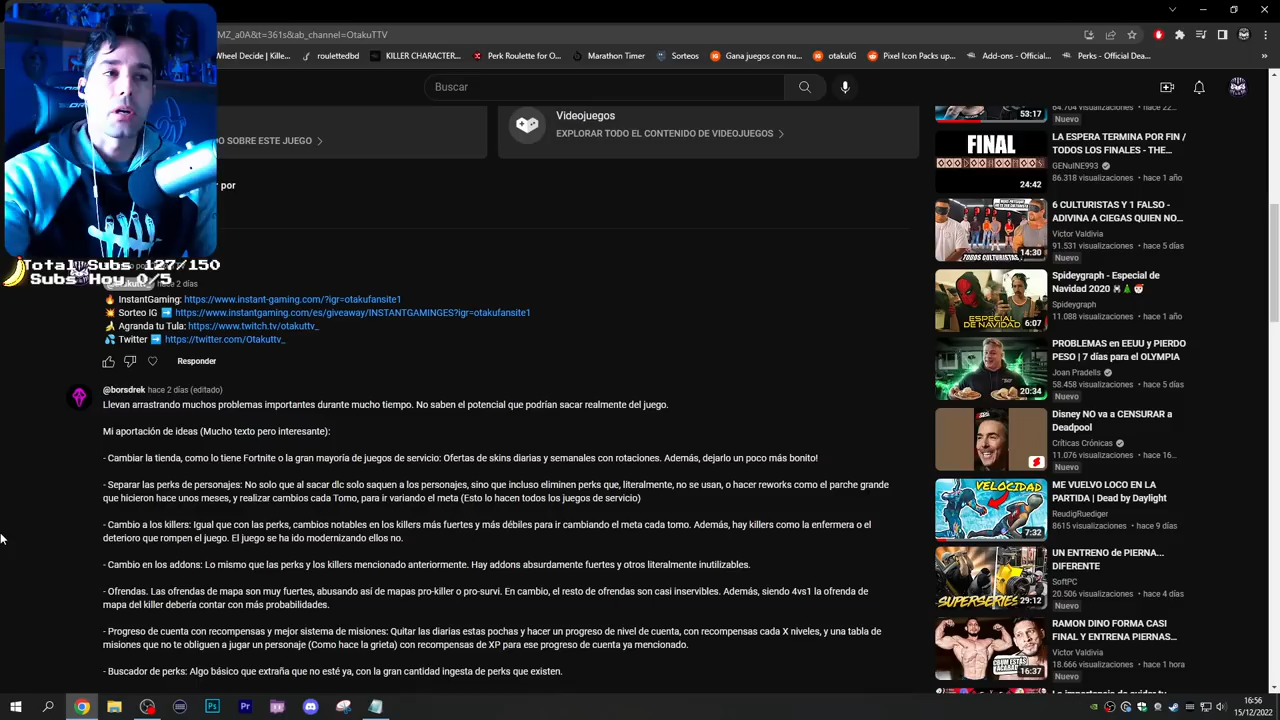 MZ_a0A&t=361s&ab_channel=OtakuTTV
Wheel Decide | Kille...
roulettedbd
KILLER CHARACTER...
Perk Roulette for O...
Marathon Timer
Sorteos
Gana juegos con nu...
otakuIG
Pixel Icon Packs up...
Add-ons - Official...
Perks - Official Dea...
Buscar
O SOBRE ESTE JUEGO
Videojuegos
EXPLORAR TODO EL CONTENIDO DE VIDEOJUEGOS
por
Total Subs 127/150
Subs Hoy 0/5
hace 2 días
InstantGaming: https://www.instant-gaming.com/?igr=otakufansite1
Sorteo IG https://www.instantgaming.com/es/giveaway/INSTANTGAMINGES?igr=otakufansite1
Agranda tu Tula: https://www.twitch.tv/otakuttv_
Twitter https://twitter.com/Otakuttv_
Responder
@borsdrek hace 2 días (editado)
Llevan arrastrando muchos problemas importantes durante mucho tiempo. No saben el potencial que podrían sacar realmente del juego.
Mi aportación de ideas (Mucho texto pero interesante):
- Cambiar la tienda, como lo tiene Fortnite o la gran mayoría de juegos de servicio: Ofertas de skins diarias y semanales con rotaciones. Además, dejarlo un poco más bonito!
- Separar las perks de personajes: No solo que al sacar dlc solo saquen a los personajes, sino que incluso eliminen perks que, literalmente, no se usan, o hacer reworks como el parche grande
que hicieron hace unos meses, y realizar cambios cada Tomo, para ir variando el meta (Esto lo hacen todos los juegos de servicio)
- Cambio a los killers: Igual que con las perks, cambios notables en los killers más fuertes y más débiles para ir cambiando el meta cada tomo. Además, hay killers como la enfermera o el
deterioro que rompen el juego. El juego se ha ido modernizando ellos no.
- Cambio en los addons: Lo mismo que las perks y los killers mencionado anteriormente. Hay addons absurdamente fuertes y otros literalmente inutilizables.
- Ofrendas. Las ofrendas de mapa son muy fuertes, abusando así de mapas pro-killer o pro-survi. En cambio, el resto de ofrendas son casi inservibles. Además, siendo 4vs1 la ofrenda de
mapa del killer debería contar con más probabilidades.
- Progreso de cuenta con recompensas y mejor sistema de misiones: Quitar las diarias estas pochas y hacer un progreso de nivel de cuenta, con recompensas cada X niveles, y una tabla de
misiones que no te obliguen a jugar un personaje (Como hace la grieta) con recompensas de XP para ese progreso de cuenta ya mencionado.
- Buscador de perks: Algo básico que extraña que no esté ya, con la gran cantidad ingesta de perks que existen.
53:17
Nuevo
FINAL
24:42
LA ESPERA TERMINA POR FIN /
TODOS LOS FINALES - THE...
GENuINE993
86.318 visualizaciones • hace 1 año
TODOS CULTURISTAS
14:30
6 CULTURISTAS Y 1 FALSO -
ADIVINA A CIEGAS QUIEN NO...
Victor Valdivia
91.531 visualizaciones • hace 5 días
Nuevo
ESPECIAL
DE NAVIDAD
6:07
Spideygraph - Especial de
Navidad 2020
Spideygraph
11.088 visualizaciones • hace 1 año
20:34
PROBLEMAS en EEUU y PIERDO
PESO | 7 días para el OLYMPIA
Joan Pradells
58.458 visualizaciones • hace 4 días
Nuevo
Disney NO va a CENSURAR a
Deadpool
Críticas Crónicas
11.076 visualizaciones • hace 16...
Nuevo
VELOCIDAD
7:32
ME VUELVO LOCO EN LA
PARTIDA | Dead by Daylight
ReudigRuediger
8615 visualizaciones • hace 9 días
SUPERSERIES
29:12
UN ENTRENO de PIERNA...
DIFERENTE
SoftPC
20.506 visualizaciones • hace 4 días
Nuevo
16:37
RAMON DINO FORMA CASI
FINAL Y ENTRENA PIERNAS...
Victor Valdivia
18.666 visualizaciones • hace 1 hora
Nuevo
16:56
15/12/2022